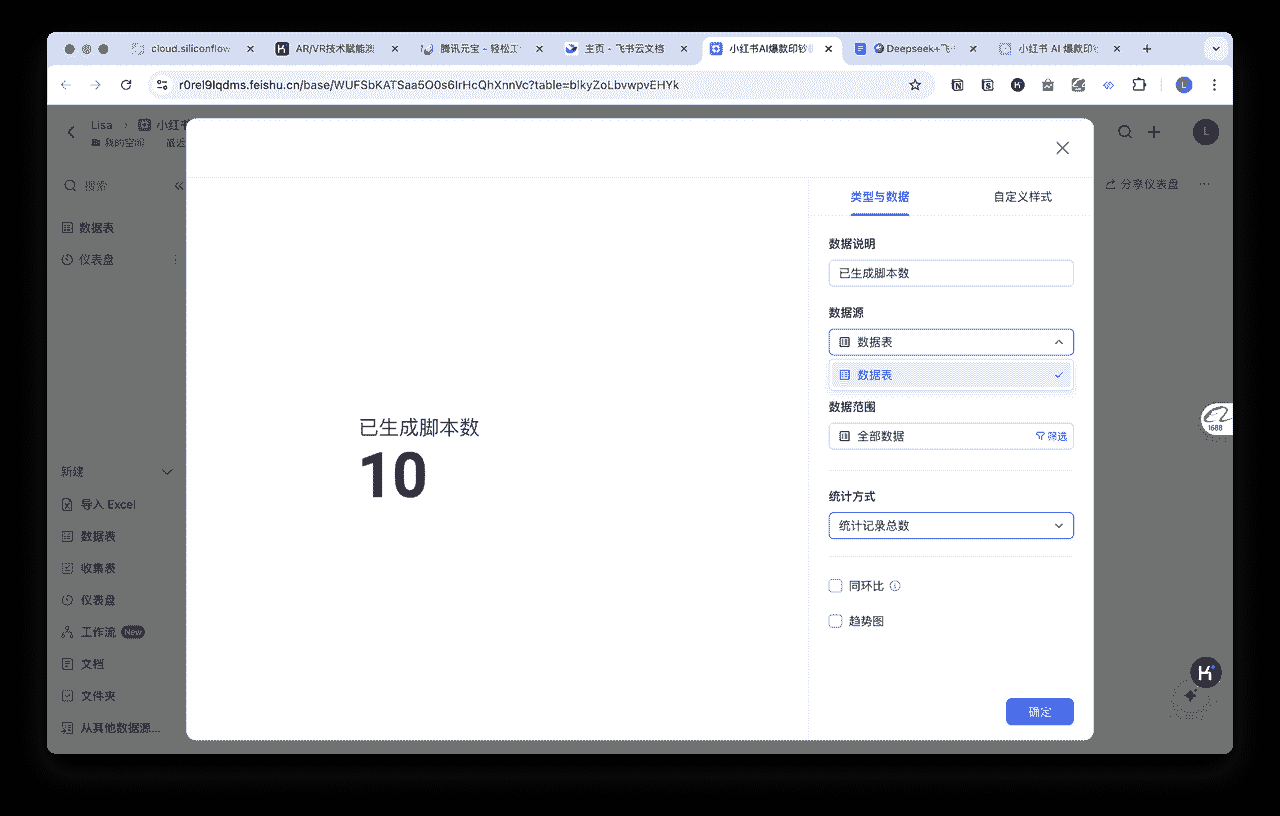 cloud.siliconflow
AR/VR技术赋能
腾讯元宝 - 轻松工
主页 - 飞书云文档
小红书AI爆款印钞
Deepseek+飞
小红书 AI 爆款印
r0rel9lqdms.feishu.cn/base/WUFSbKATSaa5O0s6IrHcQhXnnVc?table=blkyZoLbvwpvEHYk
Lisa
小红书
我的空间
最近
L
搜索
分享仪表盘
数据表
仪表盘
类型与数据
自定义样式
数据说明
已生成脚本数
数据源
数据表
数据表
数据范围
全部数据
筛选
已生成脚本数
10
1688
新建
统计方式
导入 Excel
统计记录总数
数据表
收集表
同环比
仪表盘
趋势图
工作流 New
文档
文件夹
从其他数据源...
确定